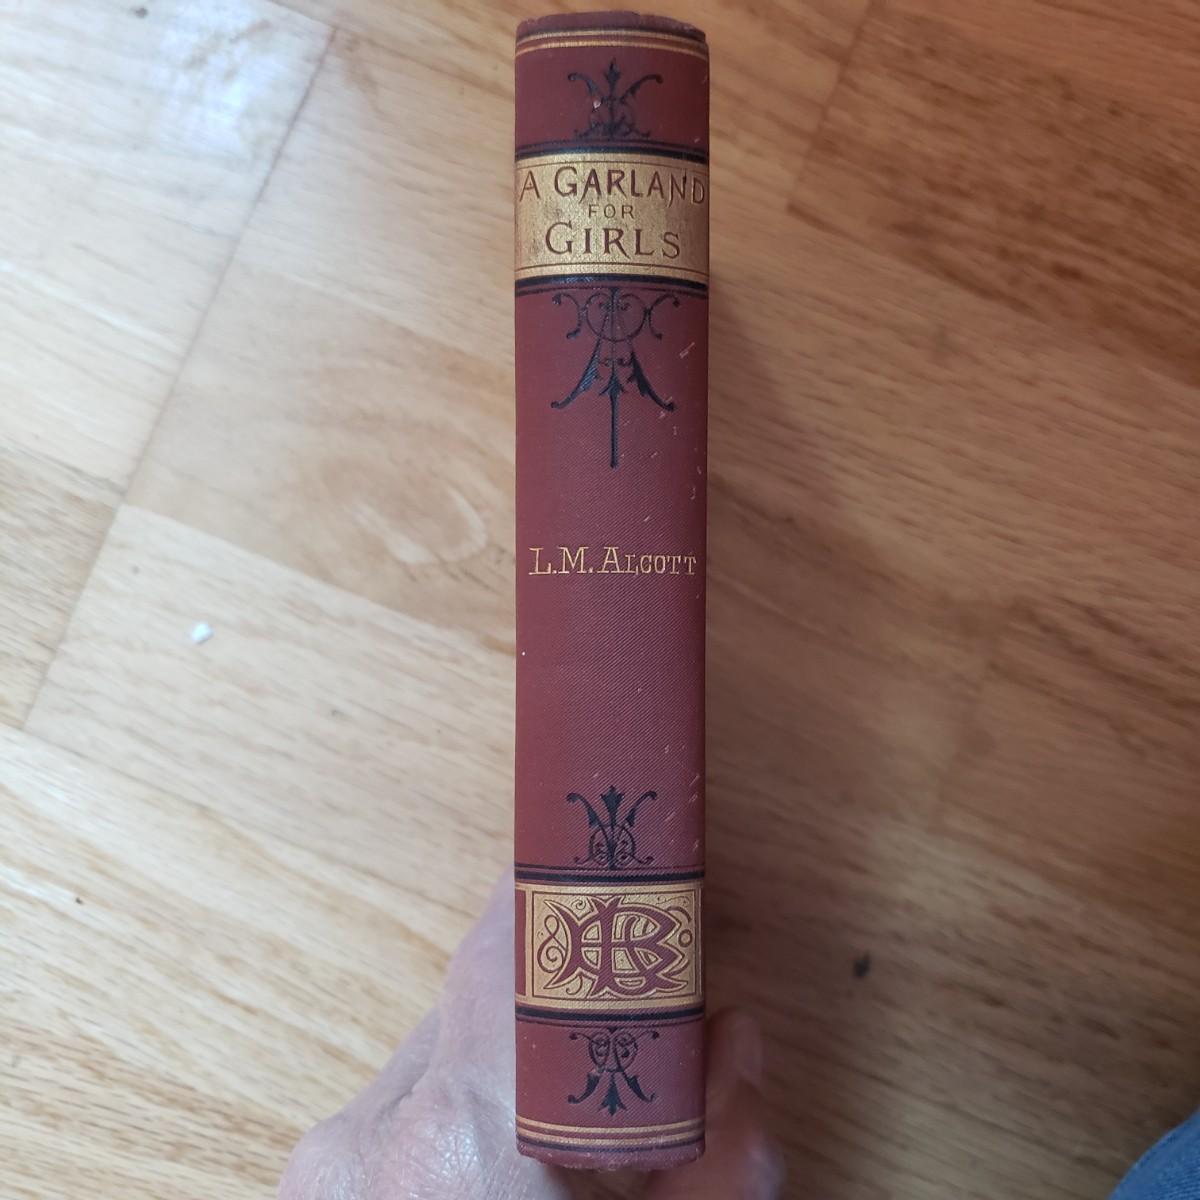 A GARLAND
FOR
GIRLS
L.M. ALCOTT